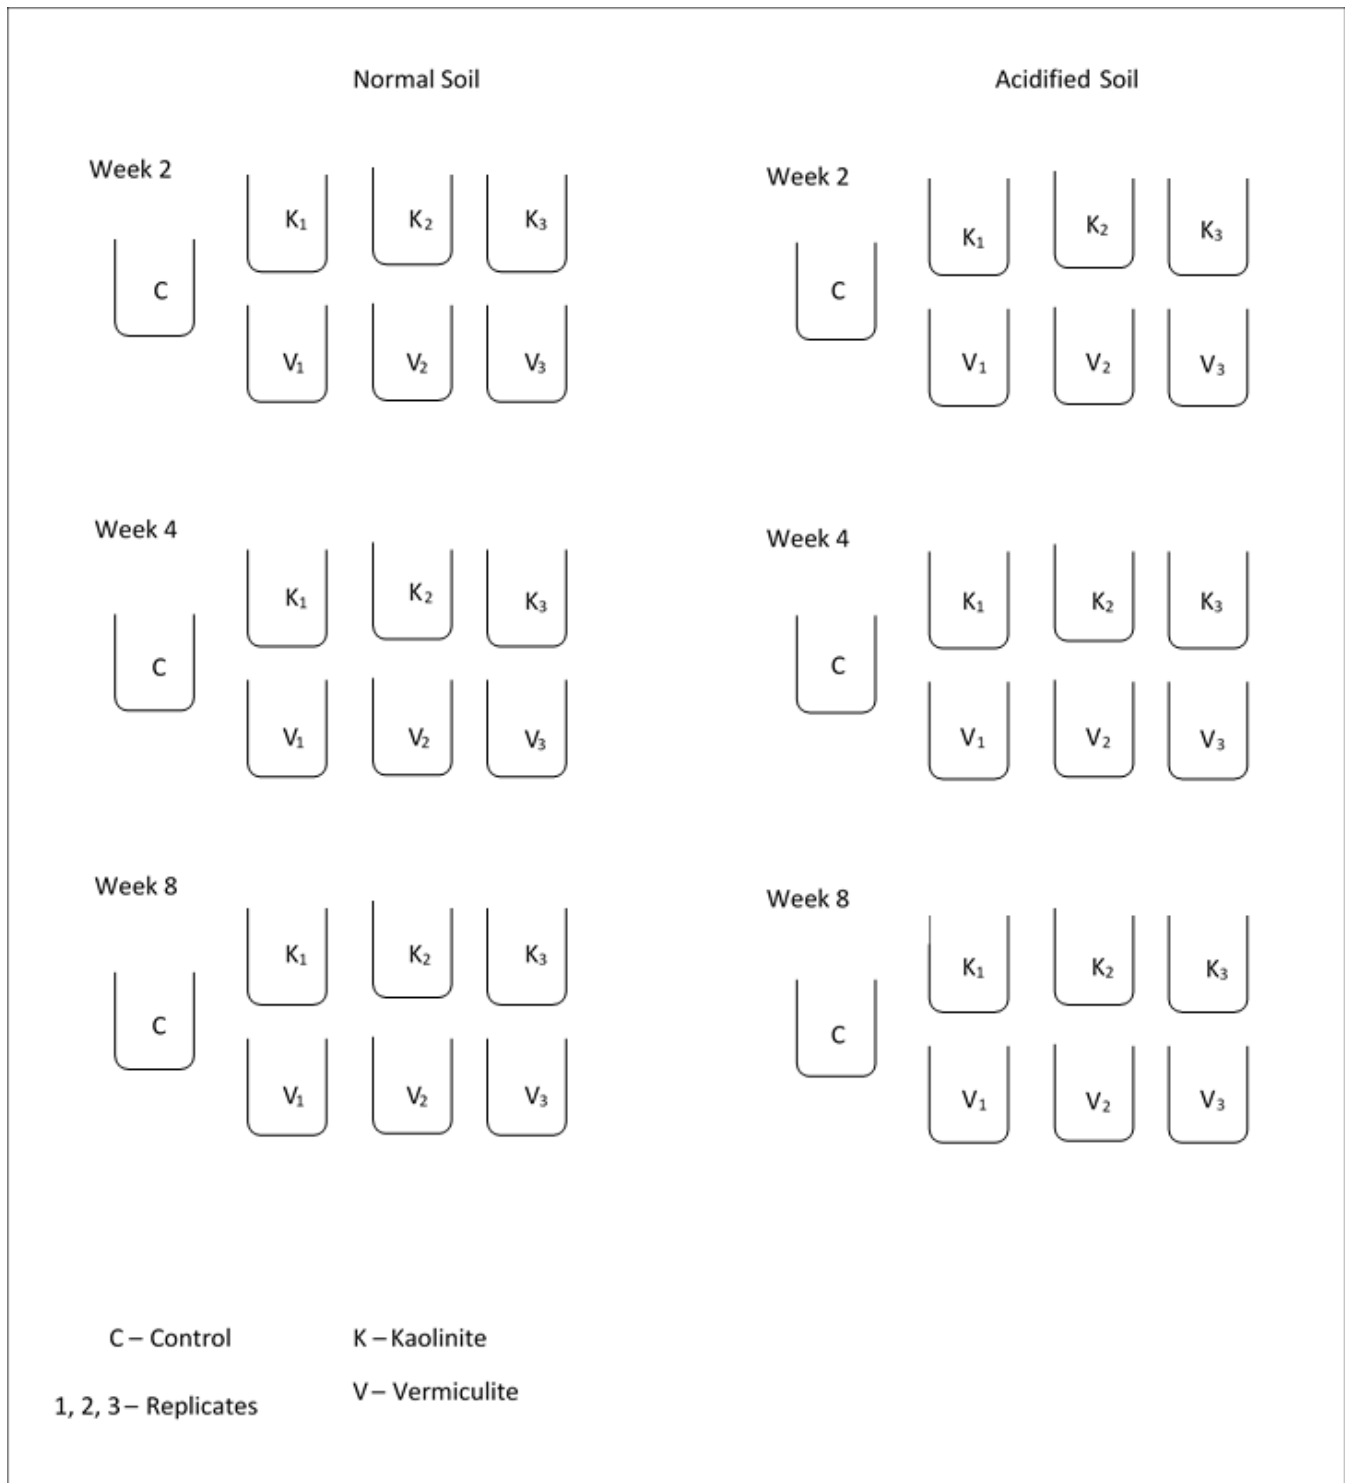 Normal Soil
Acidified Soil
Week 2
K₁ K₂ K₃
C
V₁ V₂ V₃
Week 2
K₁ K₂ K₃
C
V₁ V₂ V₃
Week 4
K₁ K₂ K₃
C
V₁ V₂ V₃
Week 4
K₁ K₂ K₃
C
V₁ V₂ V₃
Week 8
K₁ K₂ K₃
C
V₁ V₂ V₃
Week 8
K₁ K₂ K₃
C
V₁ V₂ V₃
C – Control
K – Kaolinite
1, 2, 3 – Replicates
V – Vermiculite